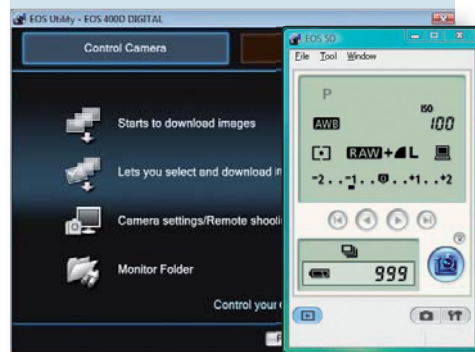 EOS Utility - EOS 400D DIGITAL
Control Camera
Starts to download images
Lets you select and download
Camera settings/Remote
Monitor Folder
Control your
EOS 5D
File Tool Window
P
ISO
AWB 100
RAW+ L
-2..-1..0..+1..+2
999